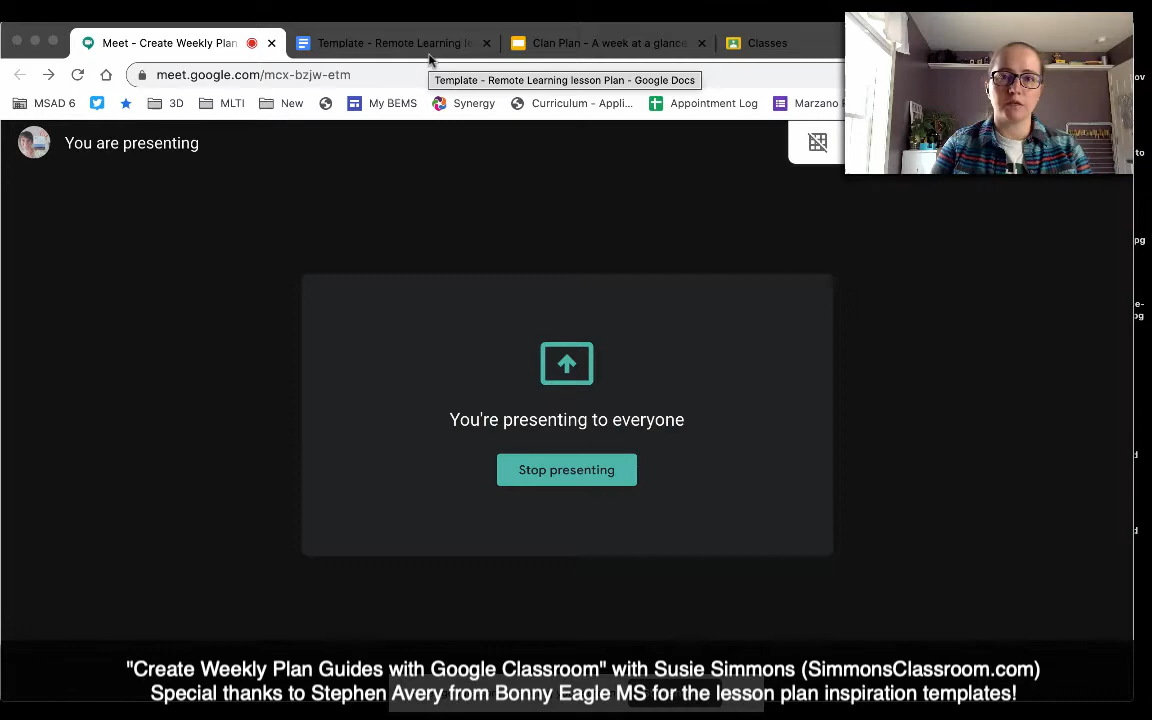 Meet - Create Weekly Plan
Template - Remote Learning le
Clan Plan - A week at a glance
Classes
meet.google.com/mcx-bzjw-etm
Template - Remote Learning lesson Plan - Google Docs
MSAD 6
3D
MLTI
New
My BEMS
Synergy
Curriculum - Appli...
Appointment Log
Marzano
ov
You are presenting
to
pg
e-
pg
You're presenting to everyone
Stop presenting
d
d
"Create Weekly Plan Guides with Google Classroom" with Susie Simmons (SimmonsClassroom.com)
Special thanks to Stephen Avery from Bonny Eagle MS for the lesson plan inspiration templates!